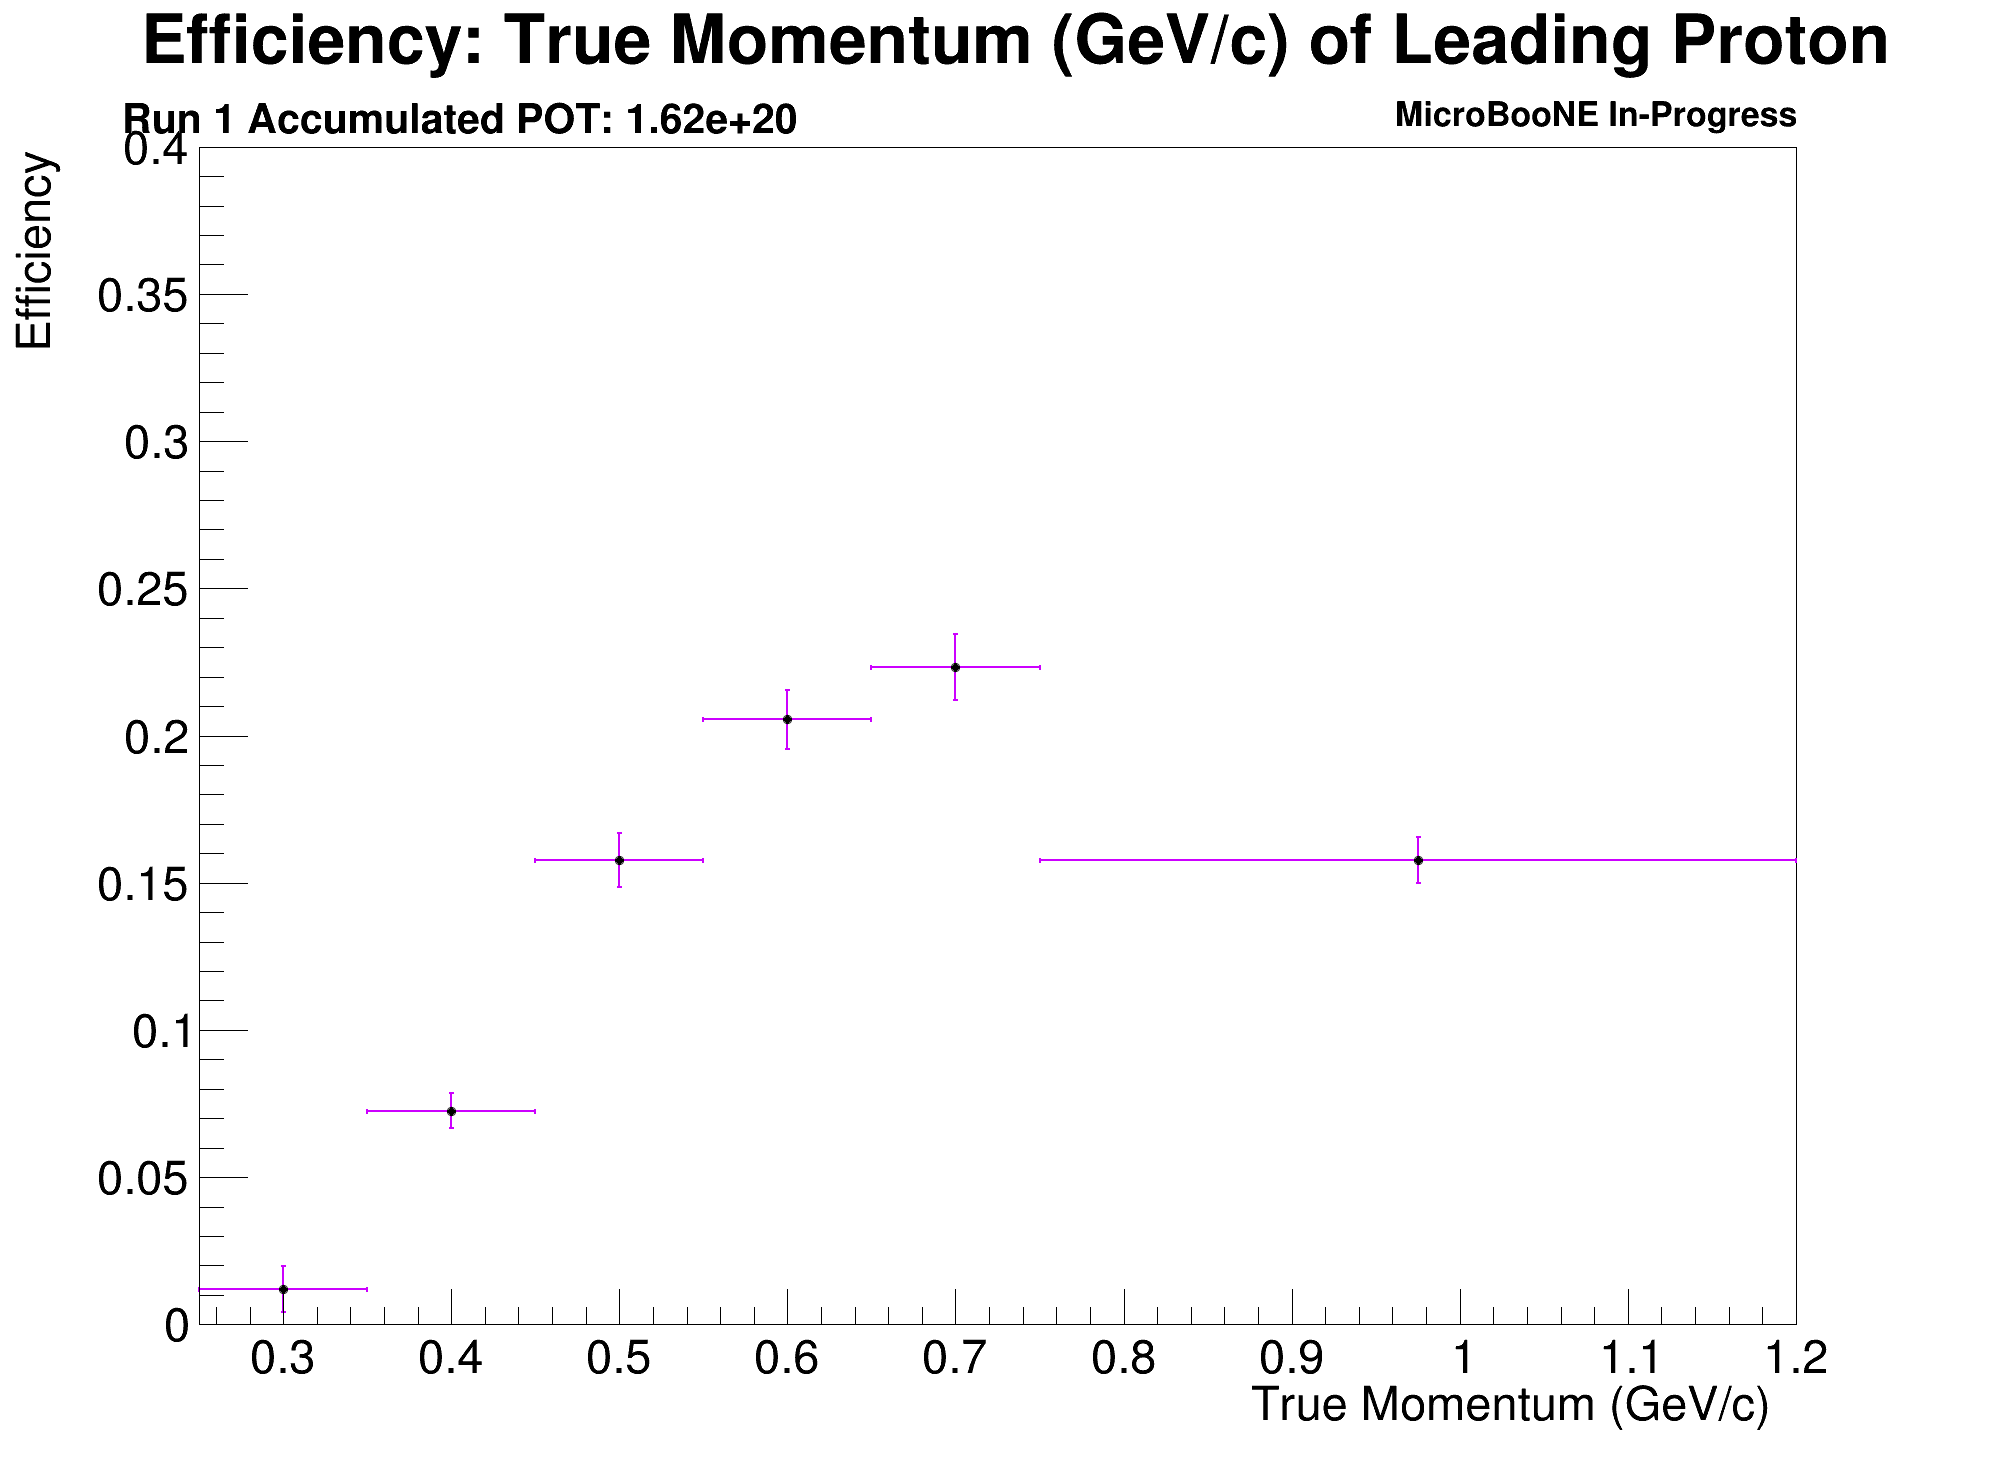 Efficiency: True Momentum (GeV/c) of Leading Proton
Run 1 Accumulated POT: 1.62e+20
MicroBooNE In-Progress
Efficiency
0.4
0.35
0.3
0.25
0.2
0.15
0.1
0.05
0
0.3 0.4 0.5 0.6 0.7 0.8 0.9 1 1.1 1.2
True Momentum (GeV/c)